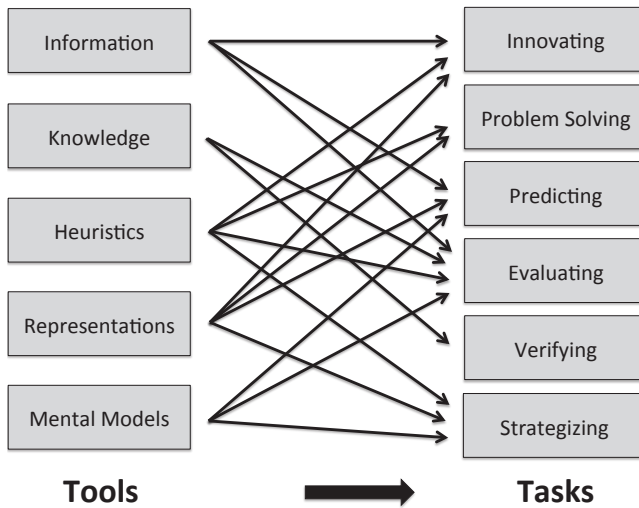 Information
Innovating
Knowledge
Problem Solving
Heuristics
Predicting
Representations
Evaluating
Mental Models
Verifying
Strategizing
Tools
Tasks